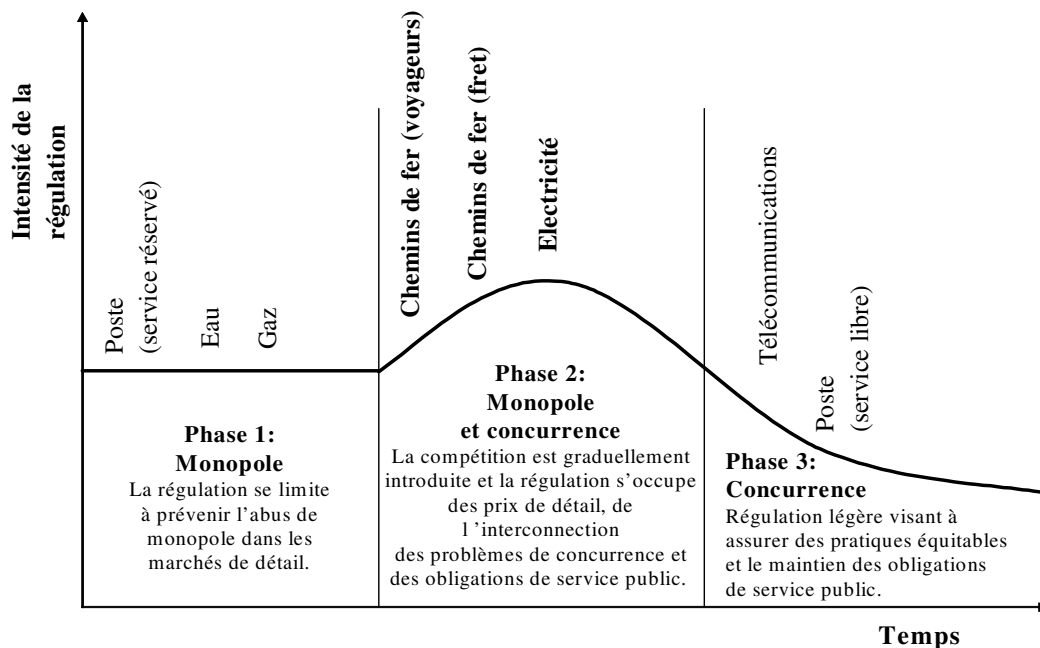 Intensité de la
régulation
Poste
(service réservé)
Eau
Gaz
Chemins de fer (voyageurs)
Chemins de fer (fret)
Electricité
Télécommunications
Poste
(service libre)
Phase 1:
Monopole
La régulation se limite
à prévenir l’abus de
monopole dans les
marchés de détail.
Phase 2:
Monopole
et concurrence
La compétition est graduellement
introduite et la régulation s’occupe
des prix de détail, de
l ’interconnection
des problèmes de concurrence et
des obligations de service public.
Phase 3:
Concurrence
Régulation légère visant à
assurer des pratiques équitables
et le maintien des obligations
de service public.
Temps